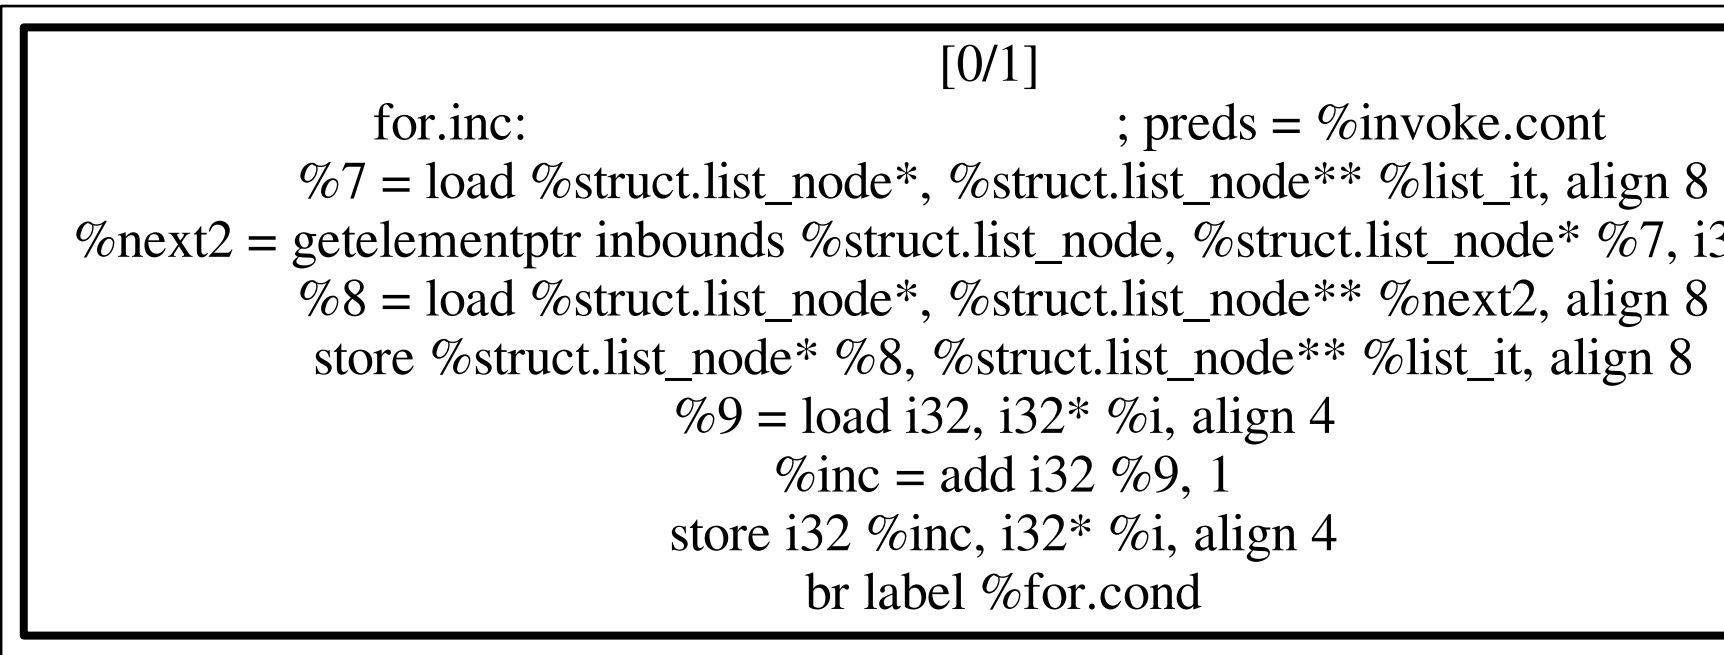 [0/1]
for.inc: ; preds = %invoke.cont
%7 = load %struct.list_node*, %struct.list_node** %list_it, align 8
%next2 = getelementptr inbounds %struct.list_node, %struct.list_node* %7, i3
%8 = load %struct.list_node*, %struct.list_node** %next2, align 8
store %struct.list_node* %8, %struct.list_node** %list_it, align 8
%9 = load i32, i32* %i, align 4
%inc = add i32 %9, 1
store i32 %inc, i32* %i, align 4
br label %for.cond